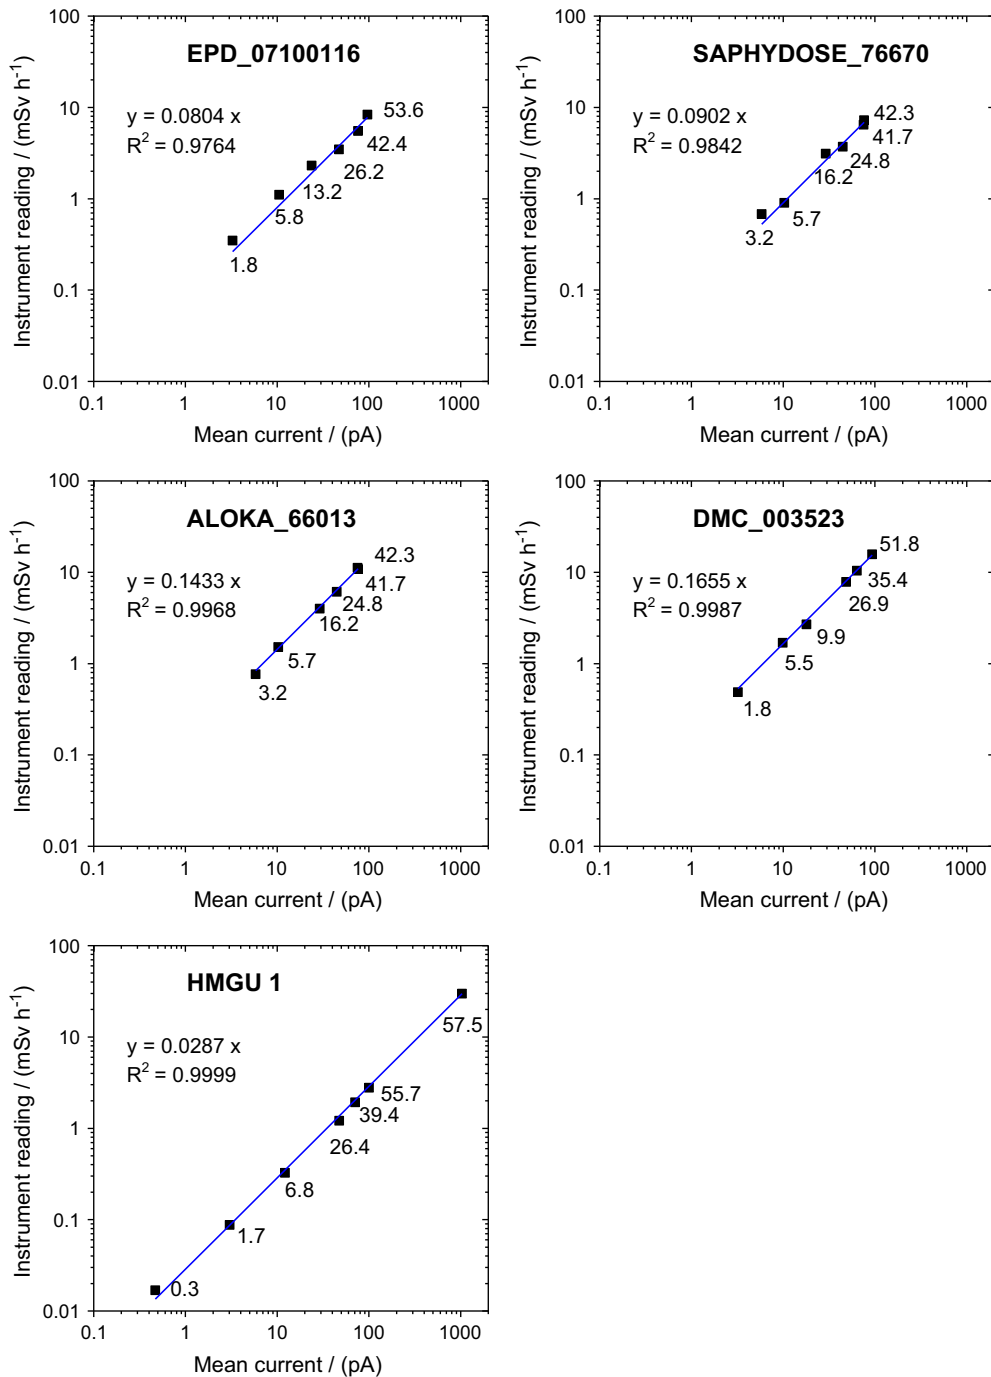 EPD_07100116
y = 0.0804 x
R² = 0.9764
100
10
1
0.1
0.01
53.6
42.4
26.2
13.2
5.8
1.8
0.1 1 10 100 1000
Mean current / (pA)
Instrument reading / (mSv h⁻¹)
SAPHYDOSE_76670
y = 0.0902 x
R² = 0.9842
100
10
1
0.1
0.01
42.3
41.7
24.8
16.2
5.7
3.2
0.1 1 10 100 1000
Mean current / (pA)
Instrument reading / (mSv h⁻¹)
ALOKA_66013
y = 0.1433 x
R² = 0.9968
100
10
1
0.1
0.01
42.3
41.7
24.8
16.2
5.7
3.2
0.1 1 10 100 1000
Mean current / (pA)
Instrument reading / (mSv h⁻¹)
DMC_003523
y = 0.1655 x
R² = 0.9987
100
10
1
0.1
0.01
51.8
35.4
26.9
9.9
5.5
1.8
0.1 1 10 100 1000
Mean current / (pA)
Instrument reading / (mSv h⁻¹)
HMGU 1
y = 0.0287 x
R² = 0.9999
100
10
1
0.1
0.01
57.5
55.7
39.4
26.4
6.8
1.7
0.3
0.1 1 10 100 1000
Mean current / (pA)
Instrument reading / (mSv h⁻¹)